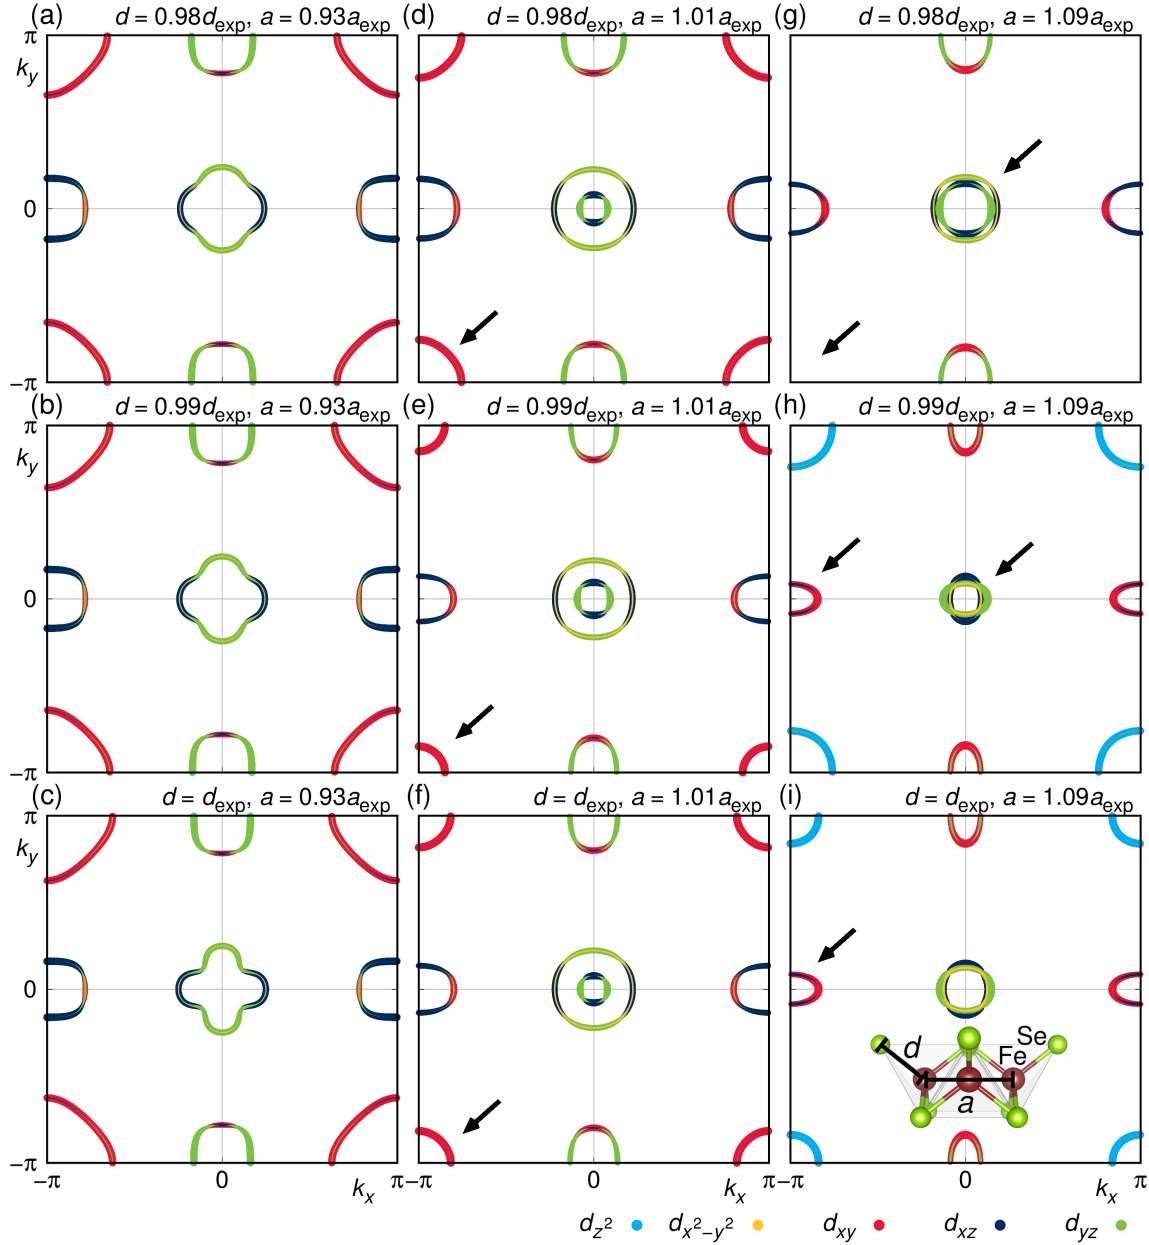 (a) d = 0.98d_exp, a = 0.93a_exp
(d) d = 0.98d_exp, a = 1.01a_exp
(g) d = 0.98d_exp, a = 1.09a_exp
π
k_y
0
−π
(b) d = 0.99d_exp, a = 0.93a_exp
(e) d = 0.99d_exp, a = 1.01a_exp
(h) d = 0.99d_exp, a = 1.09a_exp
π
k_y
0
−π
(c) d = d_exp, a = 0.93a_exp
(f) d = d_exp, a = 1.01a_exp
(i) d = d_exp, a = 1.09a_exp
π
k_y
0
d
Se
Fe
a
−π
−π 0 k_x π
−π 0 k_x π
−π 0 k_x π
d_z² d_x²−y² d_xy d_xz d_yz